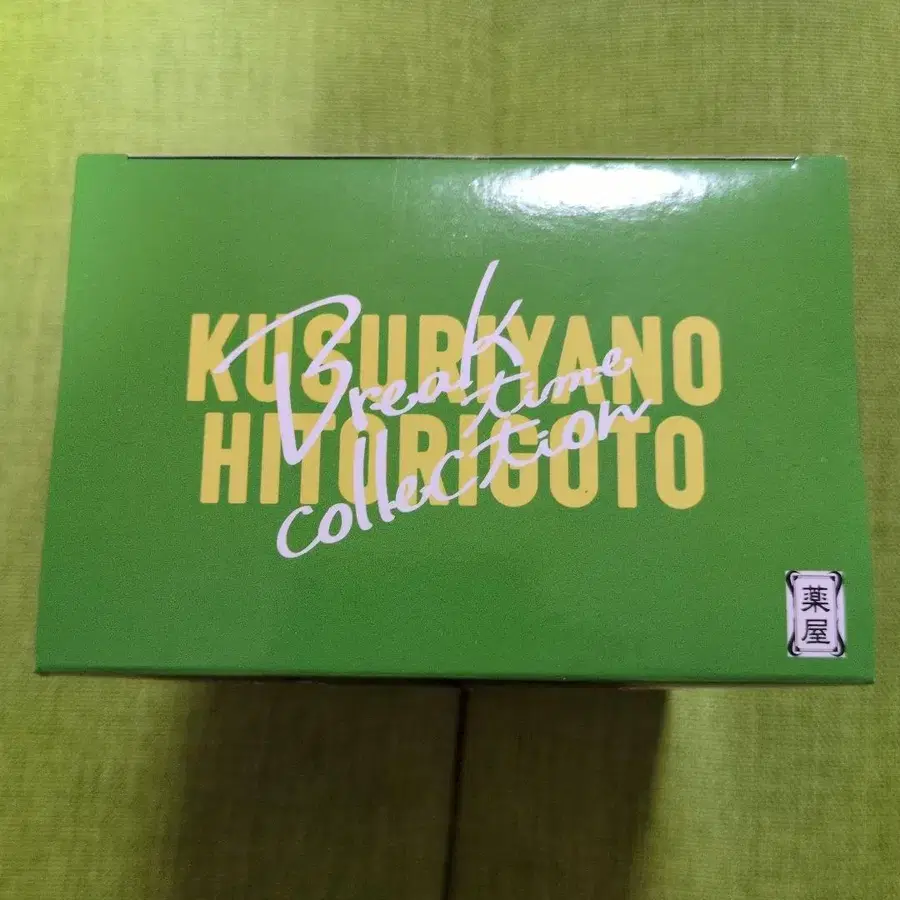 KUSURIYANO
HITORIGOTO
Break
time
collection
薬
屋